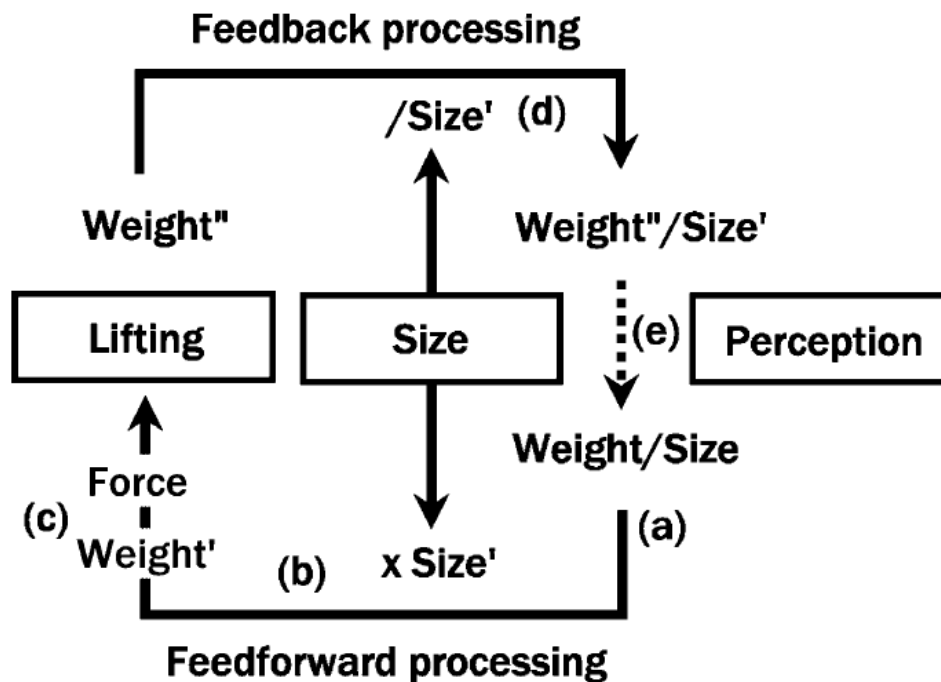 Feedback processing
/Size' (d)
Weight" Weight"/Size'
Lifting Size (e) Perception
Weight/Size
Force
(c) (a)
Weight'
(b) x Size'
Feedforward processing